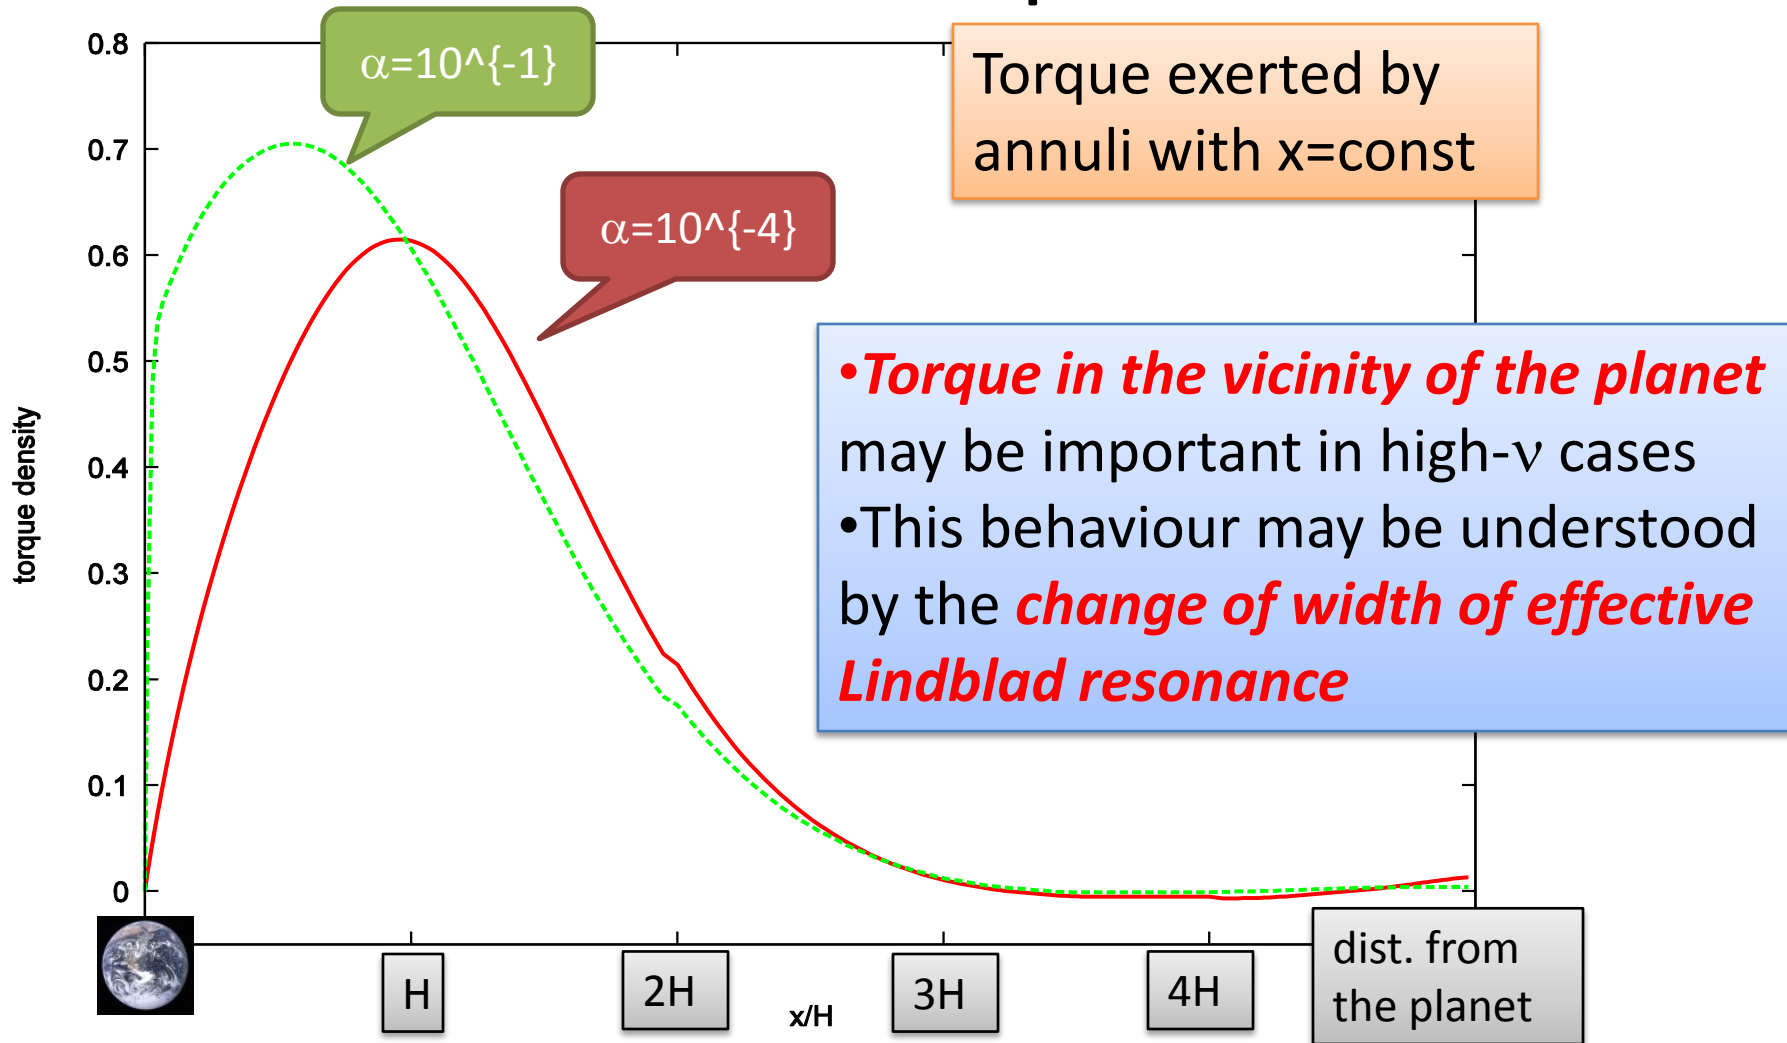 α=10^{-1}
Torque exerted by
annuli with x=const
α=10^{-4}
•Torque in the vicinity of the planet
may be important in high-ν cases
•This behaviour may be understood
by the change of width of effective
Lindblad resonance
torque density
0.8
0.7
0.6
0.5
0.4
0.3
0.2
0.1
0
H
2H
3H
4H
x/H
dist. from
the planet